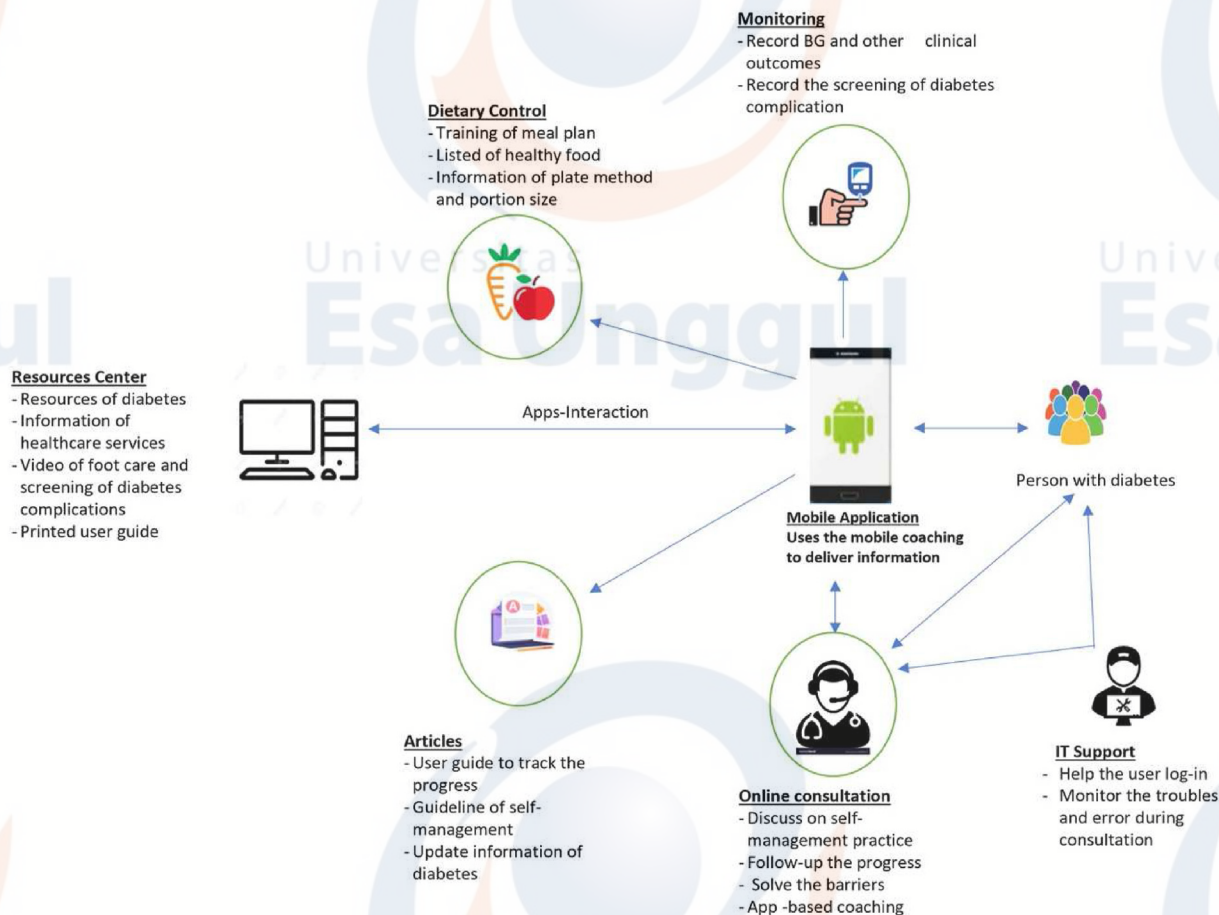 Monitoring
- Record BG and other clinical
outcomes
- Record the screening of diabetes
complication
Dietary Control
- Training of meal plan
- Listed of healthy food
- Information of plate method
and portion size
Universitas
Esa Unggul
Univ
Es
ul
Resources Center
- Resources of diabetes
- Information of
healthcare services
- Video of foot care and
screening of diabetes
complications
- Printed user guide
Apps-Interaction
Person with diabetes
Mobile Application
Uses the mobile coaching
to deliver information
A
Articles
- User guide to track the
progress
- Guideline of self-
management
- Update information of
diabetes
Online consultation
- Discuss on self-
management practice
- Follow-up the progress
- Solve the barriers
- App -based coaching
IT Support
- Help the user log-in
- Monitor the troubles
and error during
consultation